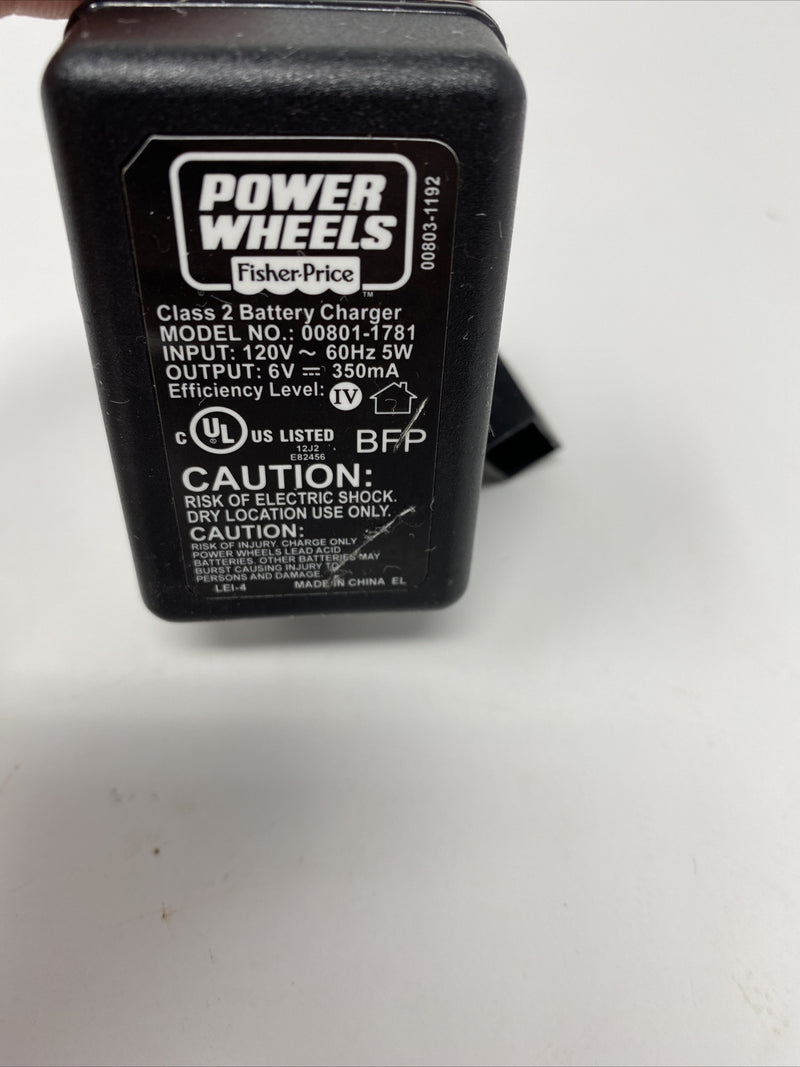 POWER
WHEELS
Fisher-Price
TM
00803-1192
Class 2 Battery Charger
MODEL NO.: 00801-1781
INPUT: 120V ~ 60Hz 5W
OUTPUT: 6V ⎓ 350mA
Efficiency Level: IV
C UL ® US LISTED
12J2
E82456
BFP
CAUTION:
RISK OF ELECTRIC SHOCK.
DRY LOCATION USE ONLY.
CAUTION:
RISK OF INJURY. CHARGE ONLY
POWER WHEELS LEAD ACID
BATTERIES. OTHER BATTERIES MAY
BURST CAUSING INJURY TO
PERSONS AND DAMAGE.
LEI-4 MADE IN CHINA EL